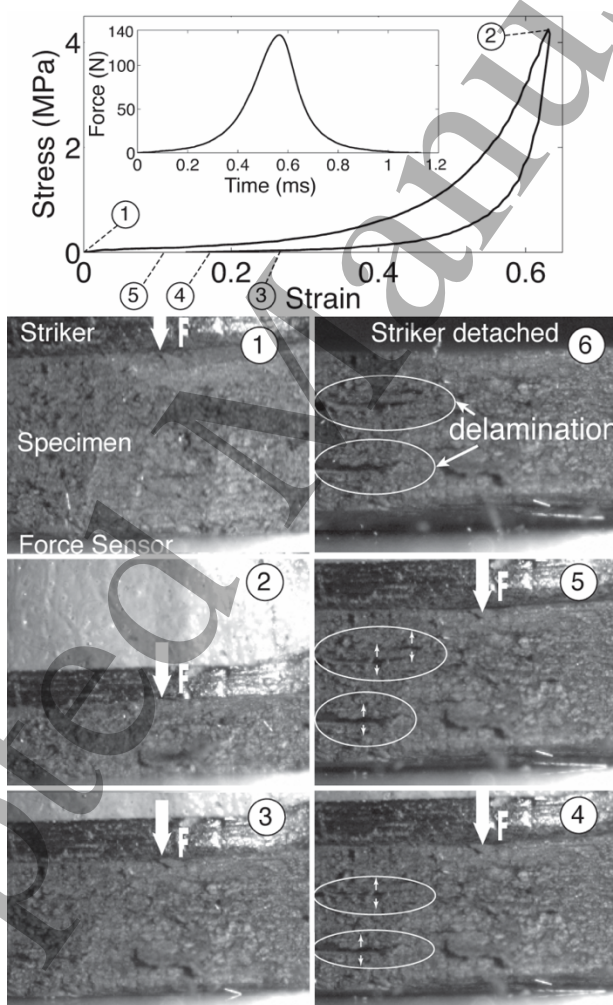 4
2
0
Stress (MPa)
140
100
50
0
Force (N)
0 0.2 0.4 0.6 0.8 1 1.2
Time (ms)
2
1
0 0.2 0.4 0.6
5 4 3
Strain
Striker F 1
Specimen
Force Sensor
Striker detached 6
delamination
2
F
F 5
F 3
F 4